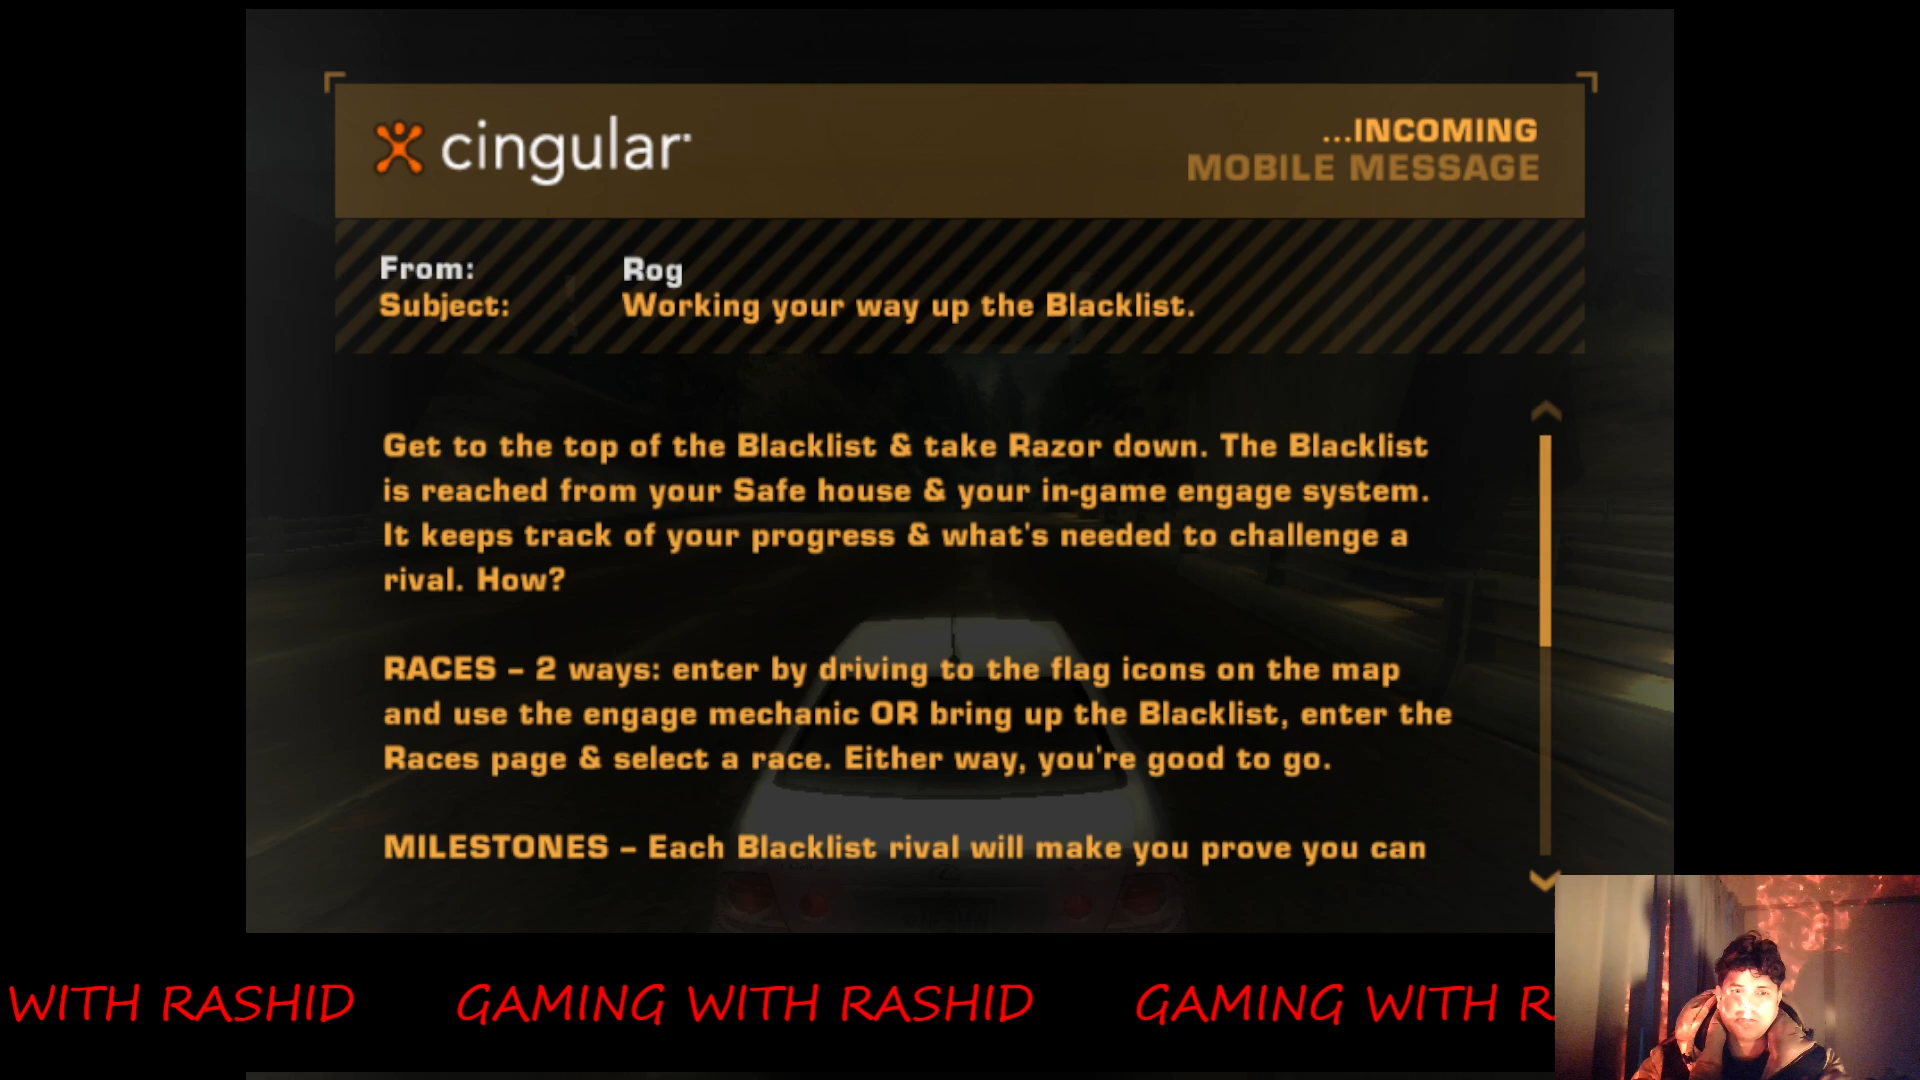 cingular
...INCOMING
MOBILE MESSAGE
From: Rog
Subject: Working your way up the Blacklist.
Get to the top of the Blacklist & take Razor down. The Blacklist
is reached from your Safe house & your in-game engage system.
It keeps track of your progress & what's needed to challenge a
rival. How?
RACES – 2 ways: enter by driving to the flag icons on the map
and use the engage mechanic OR bring up the Blacklist, enter the
Races page & select a race. Either way, you're good to go.
MILESTONES – Each Blacklist rival will make you prove you can
WITH RASHID GAMING WITH RASHID GAMING WITH R